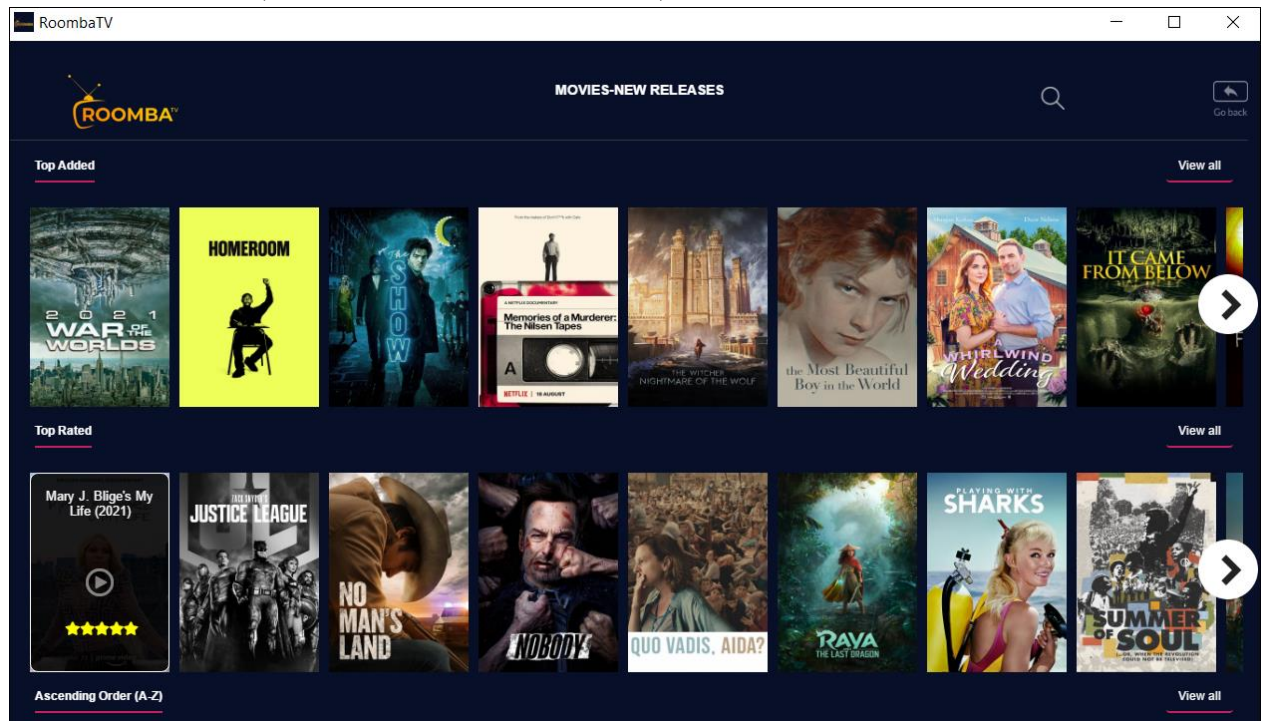 RoombaTV
ROOMBA TV
MOVIES-NEW RELEASES
Go back
Top Added
View all
2021
WAR OF THE
WORLDS
HOMEROOM
THE
SHOW
A NETFLIX DOCUMENTARY
Memories of a Murderer:
The Nilsen Tapes
A
NETFLIX | 19 AUGUST
THE WITCHER
NIGHTMARE OF THE WOLF
the Most Beautiful
Boy in the World
A
WHIRLWIND
Wedding
IT CAME
FROM BELOW
Top Rated
View all
Mary J. Blige's My
Life (2021)
ZACK SNYDER'S
JUSTICE LEAGUE
NO
MAN'S
LAND
NOBODY
QUO VADIS, AIDA?
RAYA
THE LAST DRAGON
PLAYING WITH
SHARKS
SUMMER
OF SOUL
Ascending Order (A-Z)
View all